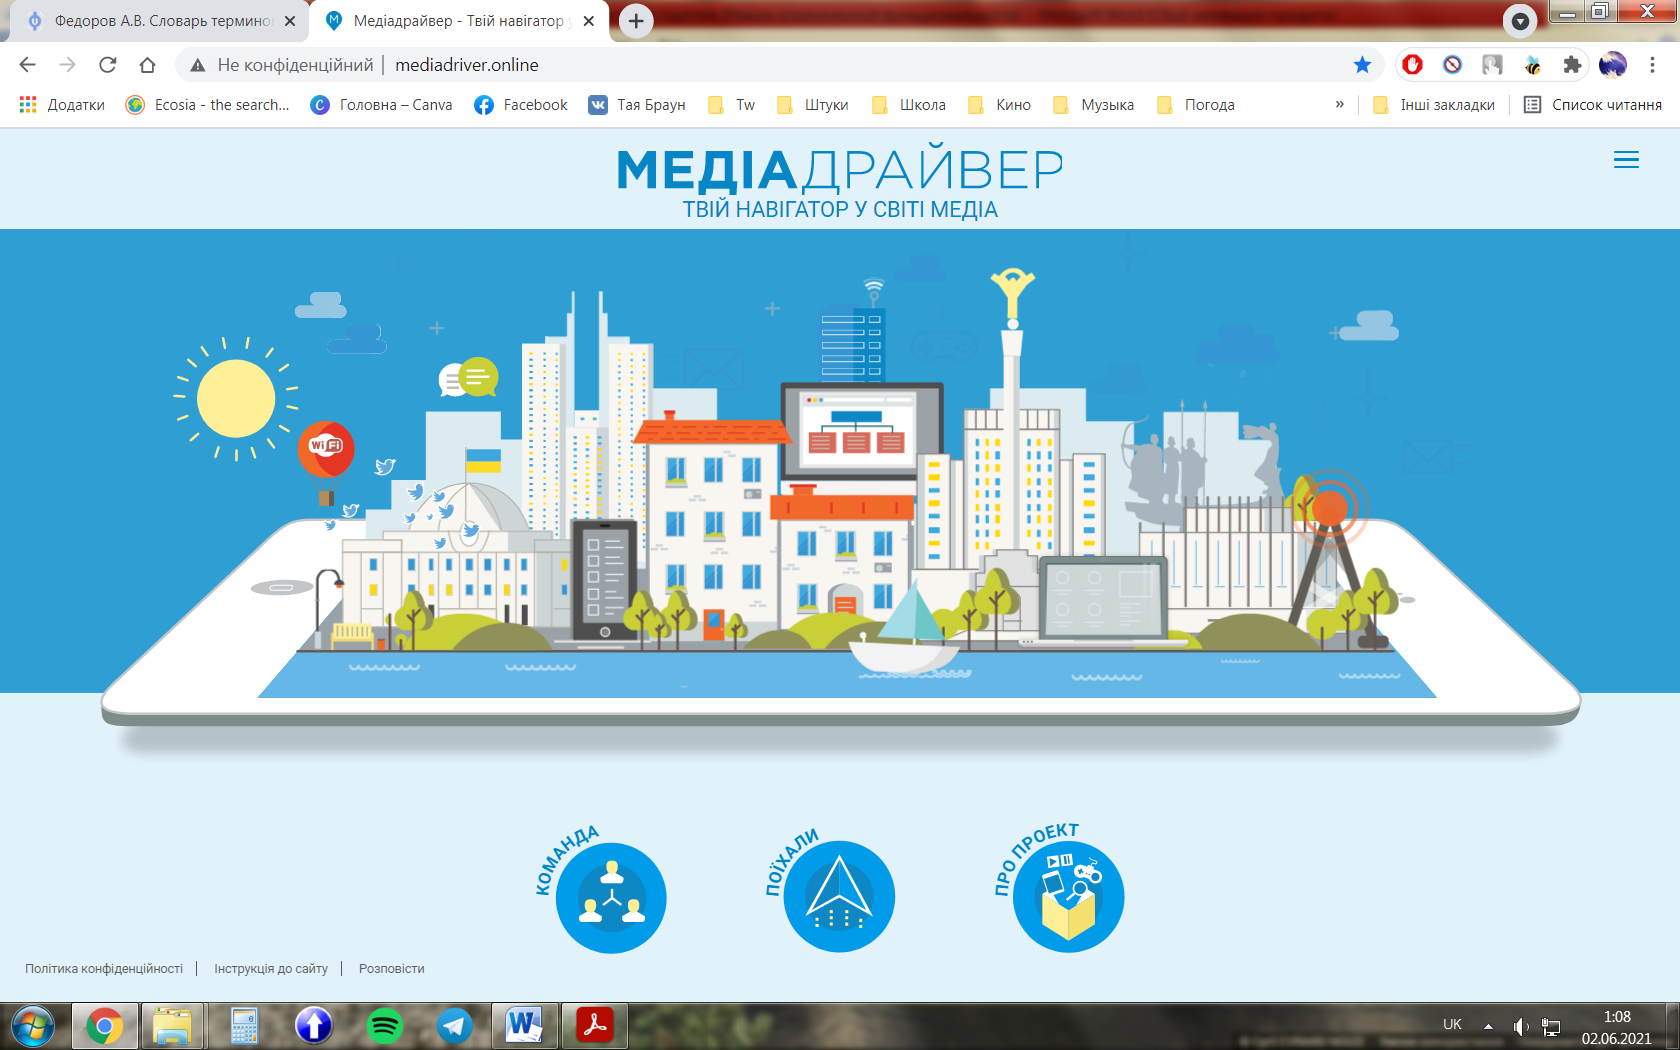 Федоров А.В. Словарь термино
Медіадрайвер - Твій навігатор у
Не конфіденційний | mediadriver.online
Додатки Ecosia - the search... Головна – Canva Facebook Тая Браун Tw Штуки Школа Кино Музыка Погода » Інші закладки Список читання
МЕДІАДРАЙВЕР
ТВІЙ НАВІГАТОР У СВІТІ МЕДІА
WiFi
КОМАНДА
ПОЇХАЛИ
ПРО ПРОЕКТ
Політика конфіденційності | Інструкція до сайту | Розповісти
UK
1:08
02.06.2021